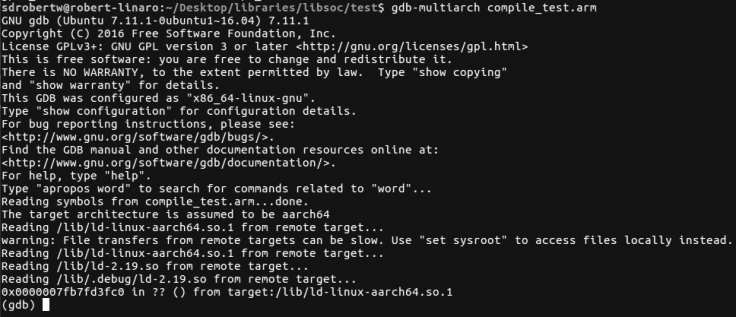 sdrobertw@robert-linaro:~/Desktop/libraries/libsoc/test$ gdb-multiarch compile_test.arm
GNU gdb (Ubuntu 7.11.1-0ubuntu1~16.04) 7.11.1
Copyright (C) 2016 Free Software Foundation, Inc.
License GPLv3+: GNU GPL version 3 or later <http://gnu.org/licenses/gpl.html>
This is free software: you are free to change and redistribute it.
There is NO WARRANTY, to the extent permitted by law.  Type "show copying"
and "show warranty" for details.
This GDB was configured as "x86_64-linux-gnu".
Type "show configuration" for configuration details.
For bug reporting instructions, please see:
<http://www.gnu.org/software/gdb/bugs/>.
Find the GDB manual and other documentation resources online at:
<http://www.gnu.org/software/gdb/documentation/>.
For help, type "help".
Type "apropos word" to search for commands related to "word"...
Reading symbols from compile_test.arm...done.
The target architecture is assumed to be aarch64
Reading /lib/ld-linux-aarch64.so.1 from remote target...
warning: File transfers from remote targets can be slow. Use "set sysroot" to access files locally instead.
Reading /lib/ld-linux-aarch64.so.1 from remote target...
Reading /lib/ld-2.19.so from remote target...
Reading /lib/.debug/ld-2.19.so from remote target...
0x0000007fb7fd3fc0 in ?? () from target:/lib/ld-linux-aarch64.so.1
(gdb)